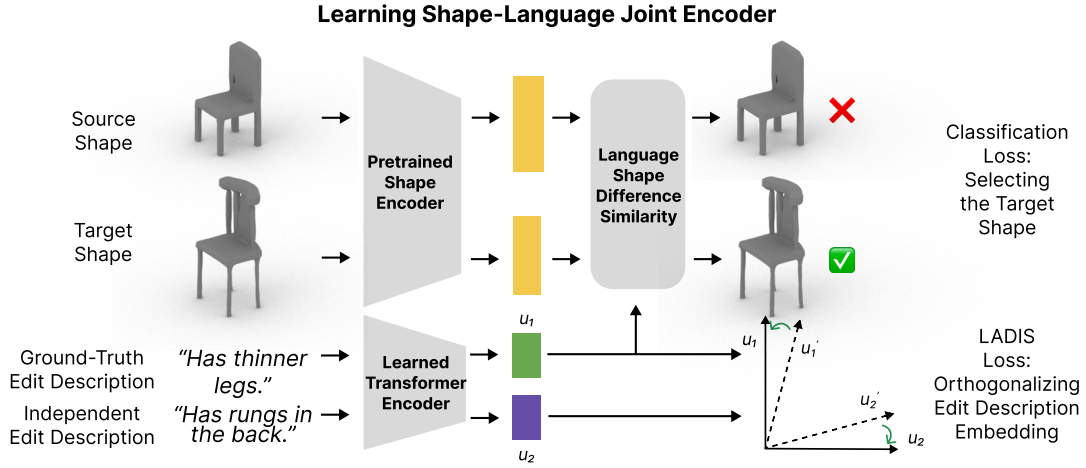 Learning Shape-Language Joint Encoder
Source
Shape
Pretrained
Shape
Encoder
Language
Shape
Difference
Similarity
Classification
Loss:
Selecting
the Target
Shape
Target
Shape
u₁
Ground-Truth
Edit Description
“Has thinner
legs.”
Independent
Edit Description
“Has rungs in
the back.”
Learned
Transformer
Encoder
u₂
u₁
u₁′
u₂′
u₂
LADIS
Loss:
Orthogonalizing
Edit Description
Embedding